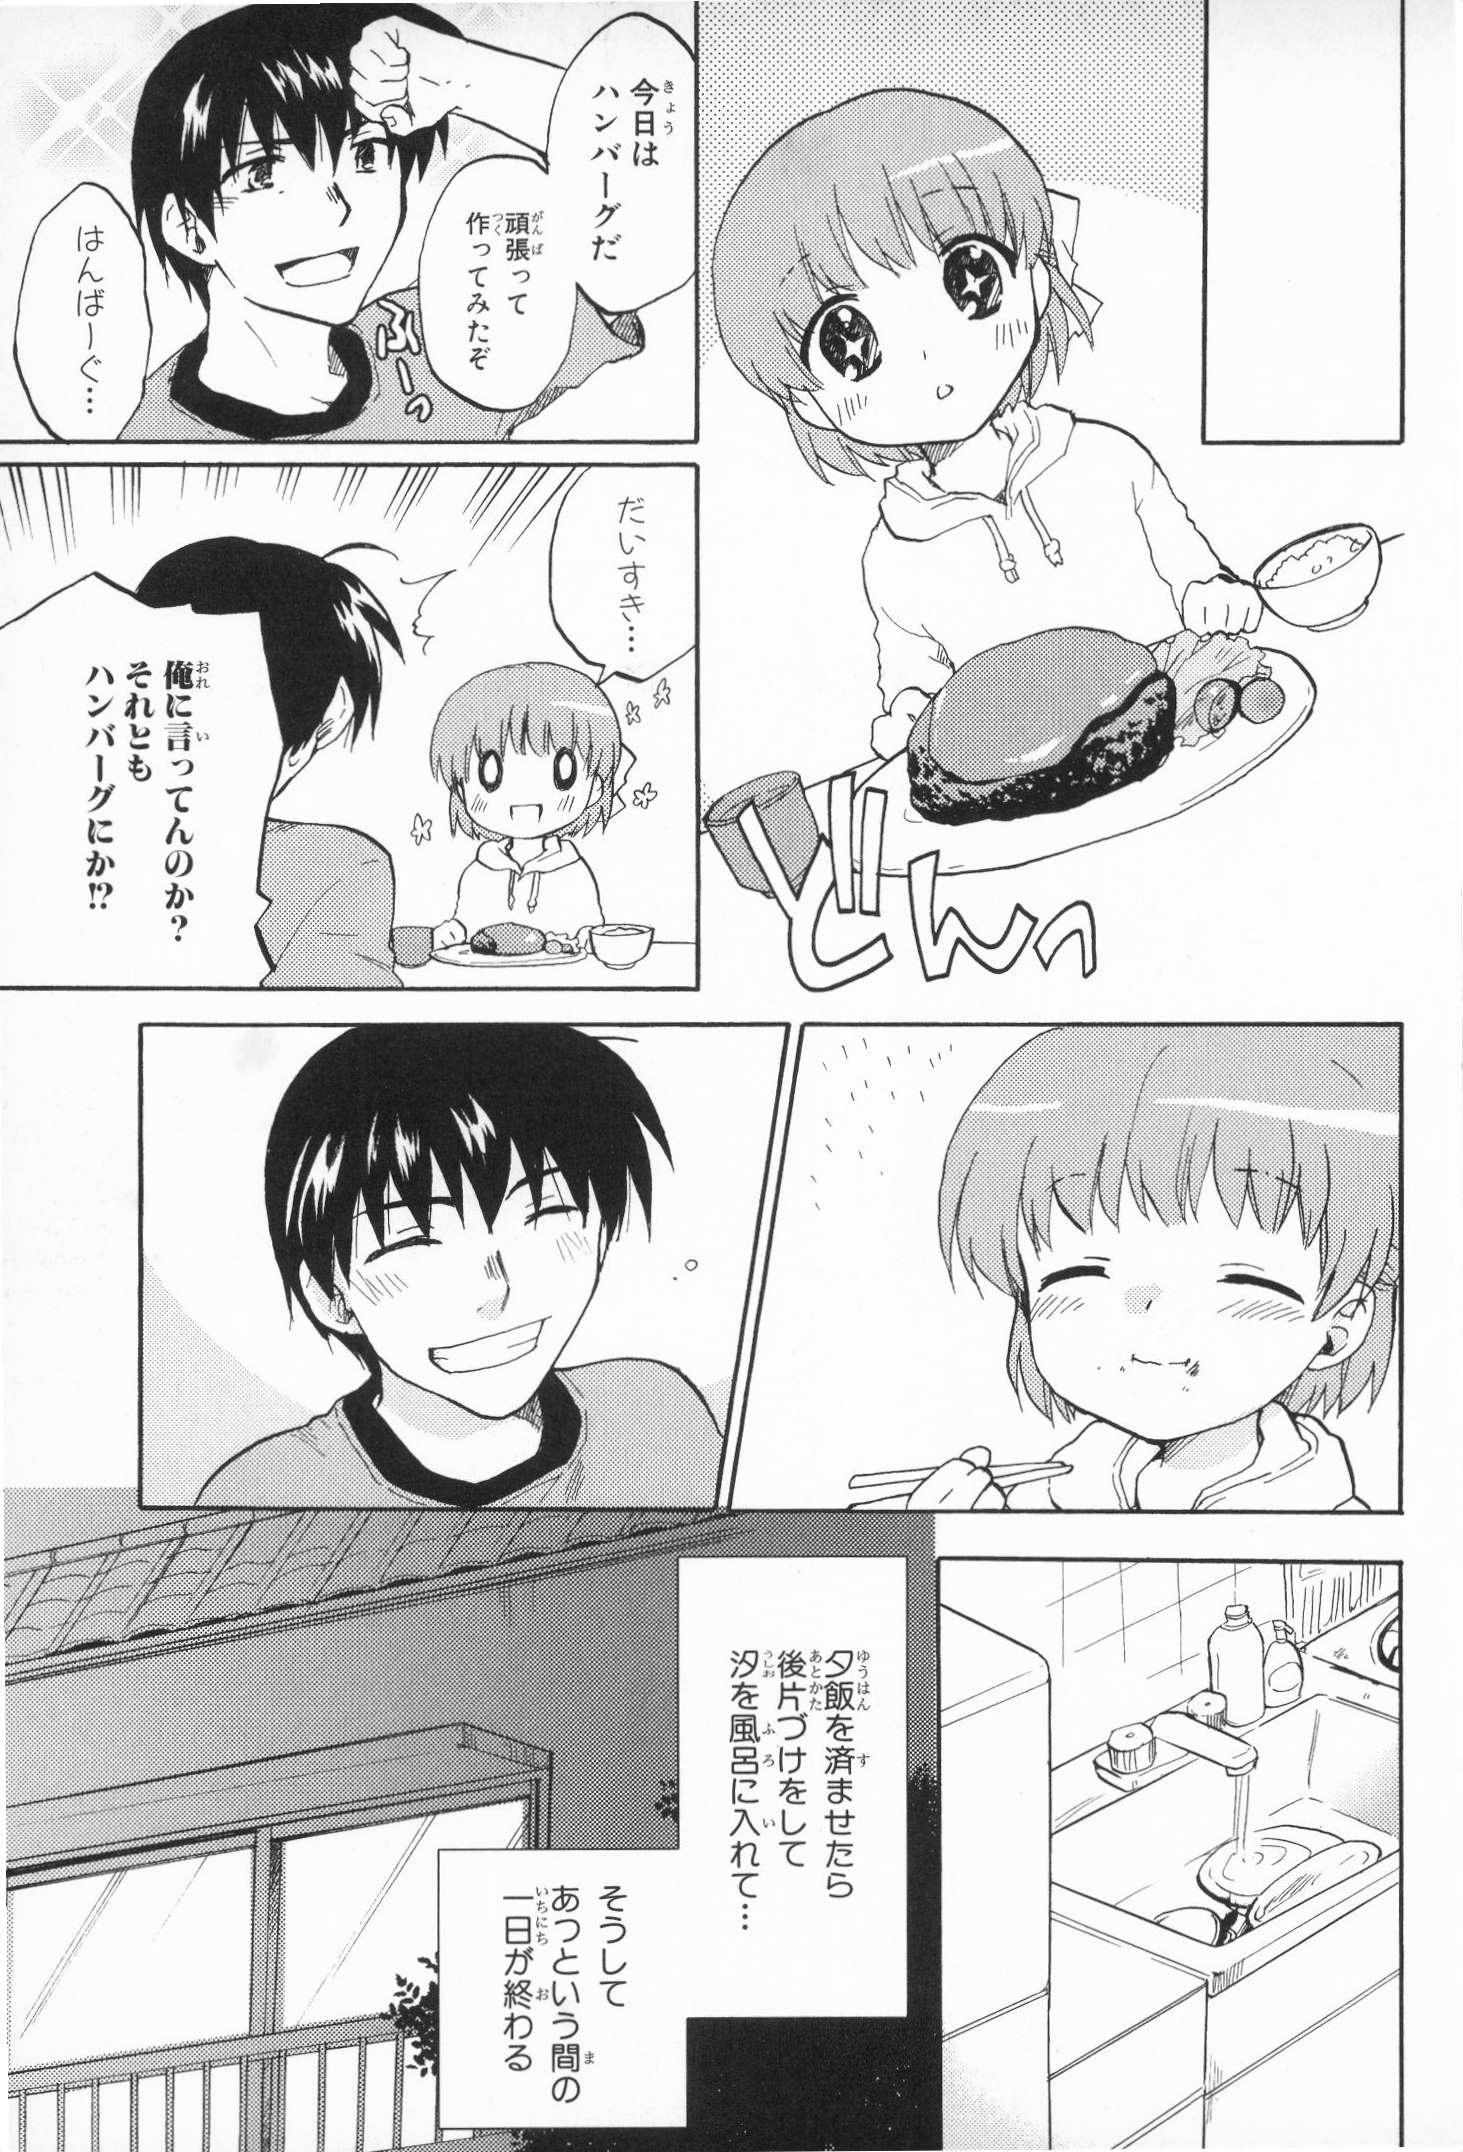 どんっ
今日は
ハンバーグだ
頑張って
作ってみたぞ
ふーっ
はんばーぐ…
だいすき…
俺に言ってんのか?
それとも
ハンバーグにか!?
夕飯を済ませたら
後片づけをして
汐を風呂に入れて…
そうして
あっという間の
一日が終わる